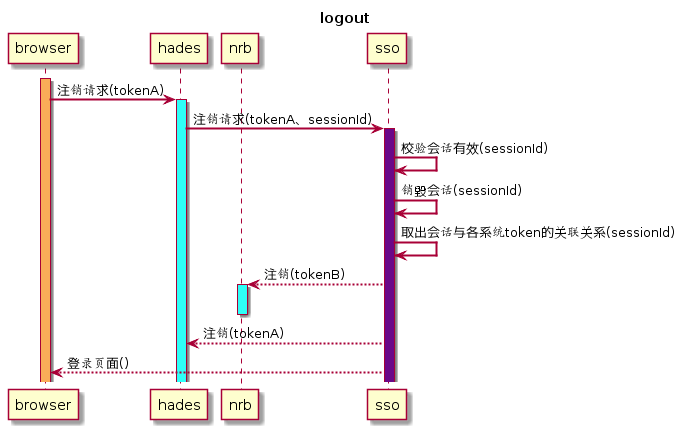 logout
browser hades nrb sso
注销请求(tokenA)
注销请求(tokenA、sessionId)
校验会话有效(sessionId)
销毁会话(sessionId)
取出会话与各系统token的关联关系(sessionId)
注销(tokenB)
注销(tokenA)
登录页面()
browser hades nrb sso